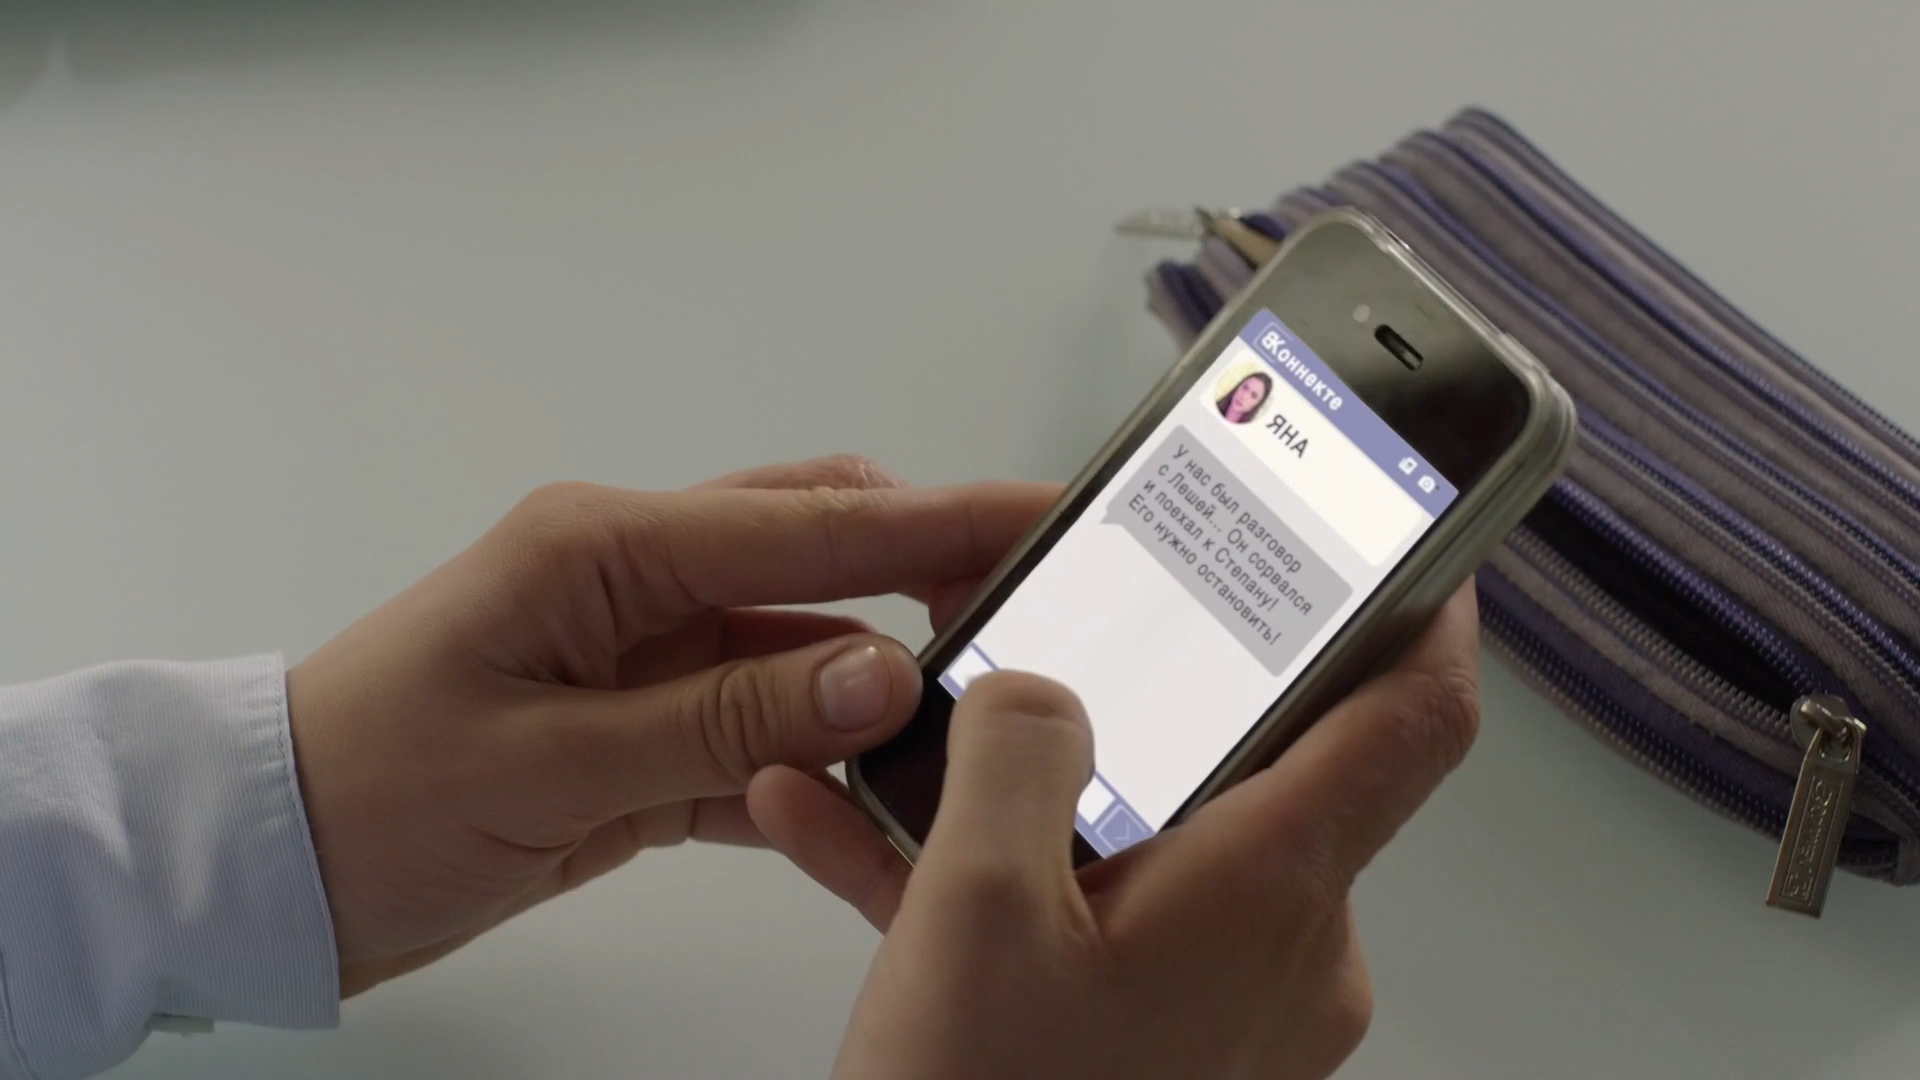 ВКоннекте
ЯНА
У нас был разговор
с Лешей... Он сорвался
и поехал к Степану!
Его нужно остановить!